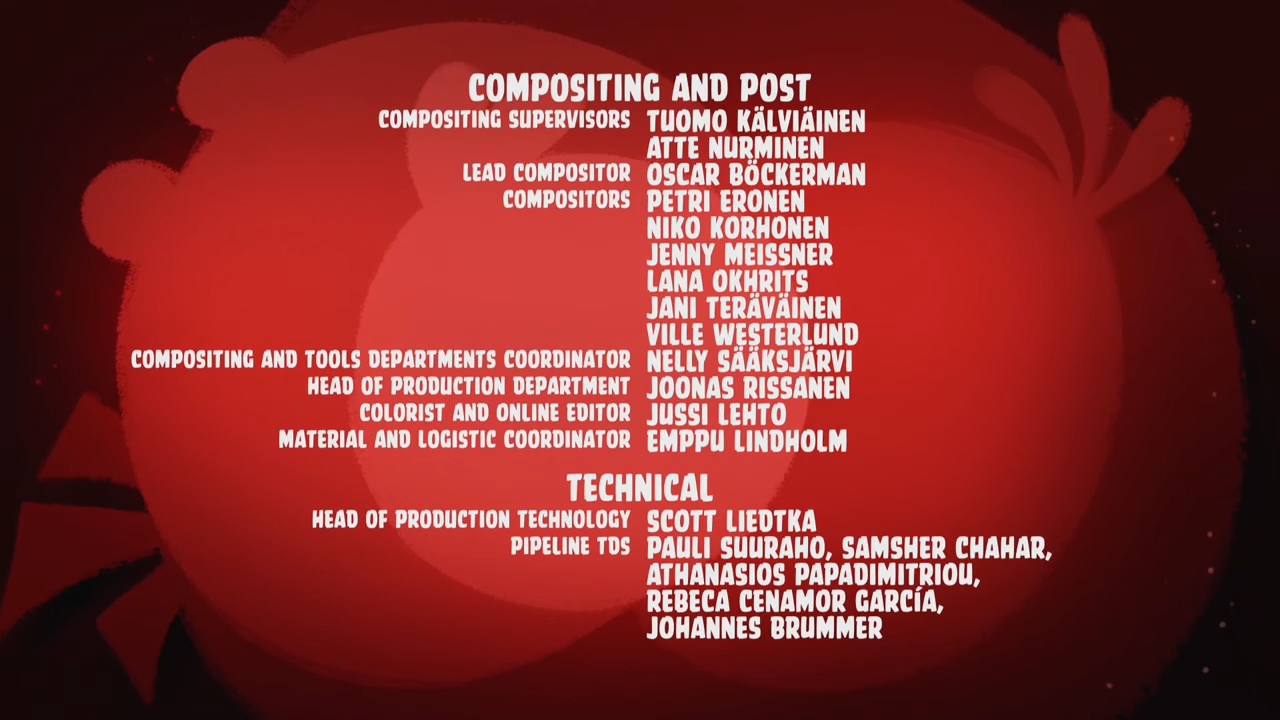 COMPOSITING AND POST
COMPOSITING SUPERVISORS TUOMO KÄLVIÄINEN
ATTE NURMINEN
LEAD COMPOSITOR OSCAR BÖCKERMAN
COMPOSITORS PETRI ERONEN
NIKO KORHONEN
JENNY MEISSNER
LANA OKHRITS
JANI TERÄVÄINEN
VILLE WESTERLUND
COMPOSITING AND TOOLS DEPARTMENTS COORDINATOR NELLY SÄÄKSJÄRVI
HEAD OF PRODUCTION DEPARTMENT JOONAS RISSANEN
COLORIST AND ONLINE EDITOR JUSSI LEHTO
MATERIAL AND LOGISTIC COORDINATOR EMPPU LINDHOLM
TECHNICAL
HEAD OF PRODUCTION TECHNOLOGY SCOTT LIEDTKA
PIPELINE TDS PAULI SUURAHO, SAMSHER CHAHAR,
ATHANASIOS PAPADIMITRIOU,
REBECA CENAMOR GARCÍA,
JOHANNES BRUMMER